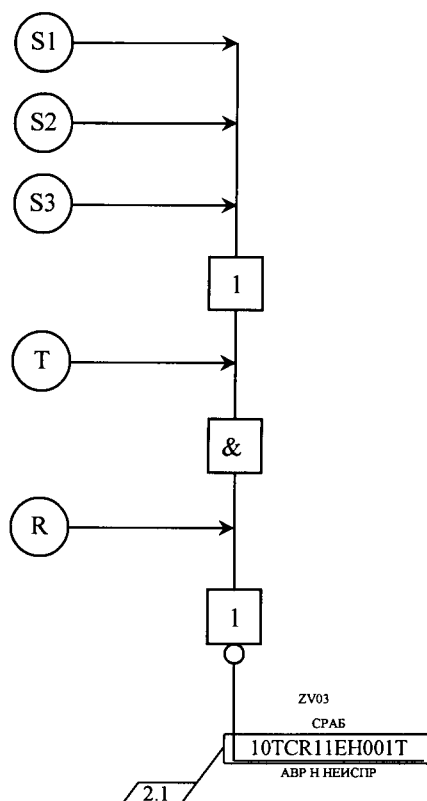 S1
S2
S3
1
T
&
R
1
ZV03
СРАБ
10TCR11EH001T
АВР Н НЕИСПР
2.1